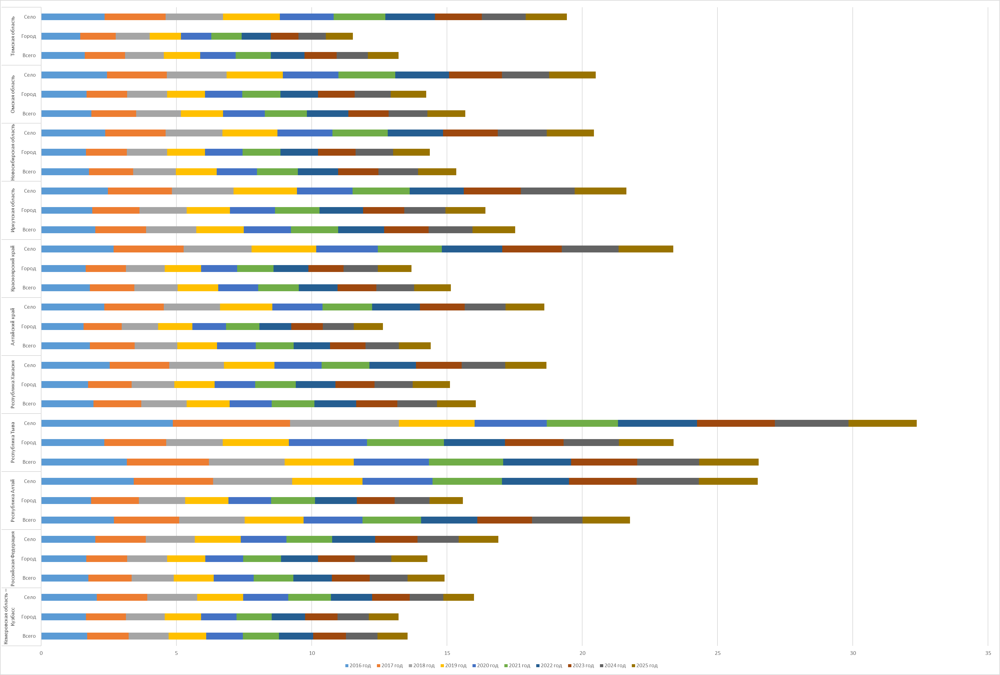 Томская область
Село
Город
Всего
Омская область
Село
Город
Всего
Новосибирская область
Село
Город
Всего
Иркутская область
Село
Город
Всего
Красноярский край
Село
Город
Всего
Алтайский край
Село
Город
Всего
Республика Хакасия
Село
Город
Всего
Республика Тыва
Село
Город
Всего
Республика Алтай
Село
Город
Всего
Российская Федерация
Село
Город
Всего
Кемеровская область —
Кузбасс
Село
Город
Всего
0 5 10 15 20 25 30 35
2016 год 2017 год 2018 год 2019 год 2020 год 2021 год 2022 год 2023 год 2024 год 2025 год